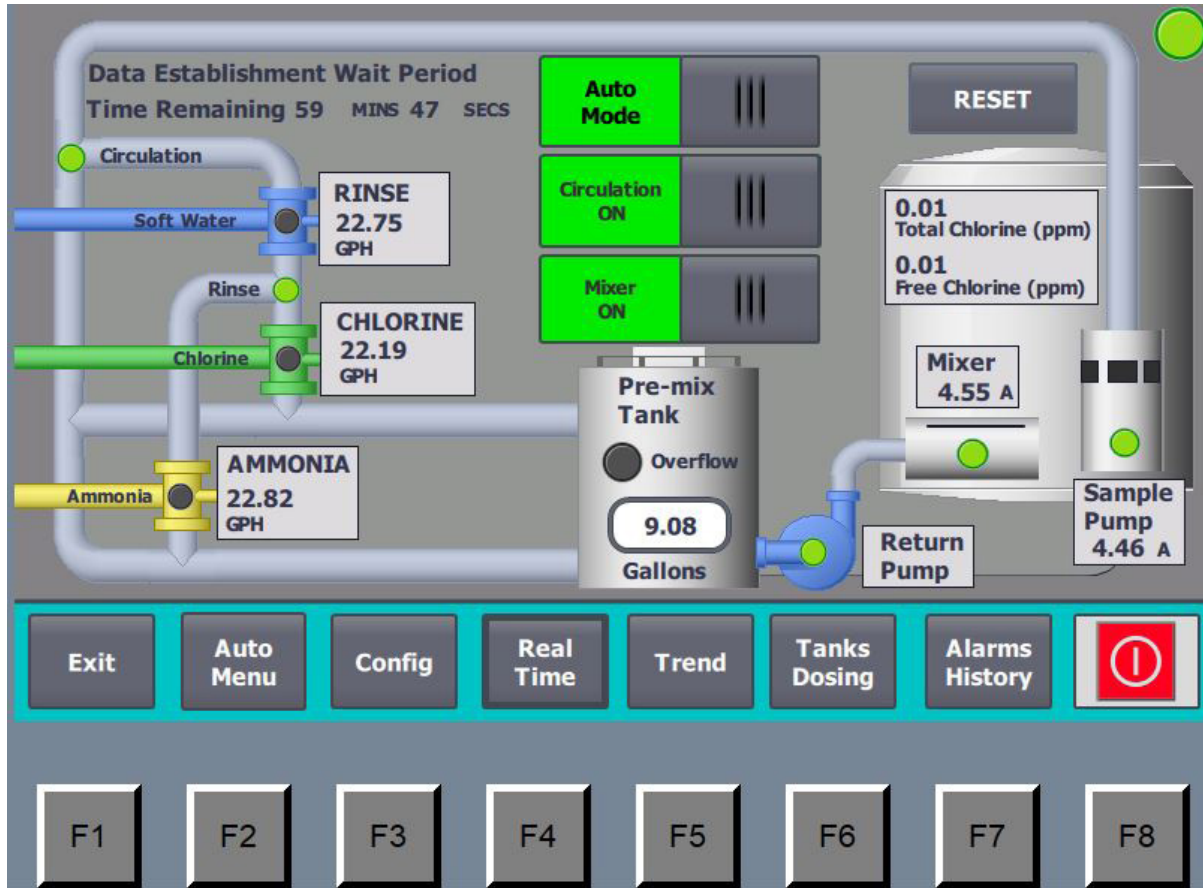 Data Establishment Wait Period
Time Remaining 59 MINS 47 SECS
Auto
Mode
RESET
Circulation
Circulation
ON
RINSE
22.75
GPH
Soft Water
0.01
Total Chlorine (ppm)
0.01
Free Chlorine (ppm)
Rinse
Mixer
ON
CHLORINE
22.19
GPH
Chlorine
Mixer
4.55 A
Pre-mix
Tank
Overflow
9.08
Gallons
AMMONIA
22.82
GPH
Ammonia
Sample
Pump
4.46 A
Return
Pump
Exit
Auto
Menu
Config
Real
Time
Trend
Tanks
Dosing
Alarms
History
F1
F2
F3
F4
F5
F6
F7
F8